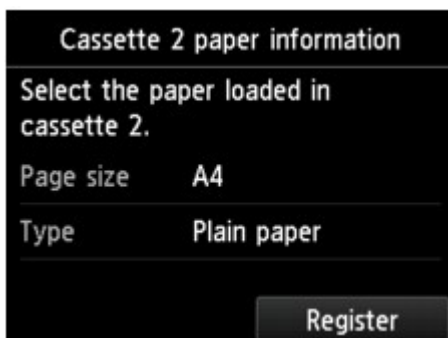 Cassette 2 paper information
Select the paper loaded in
cassette 2.
Page size A4
Type Plain paper
Register